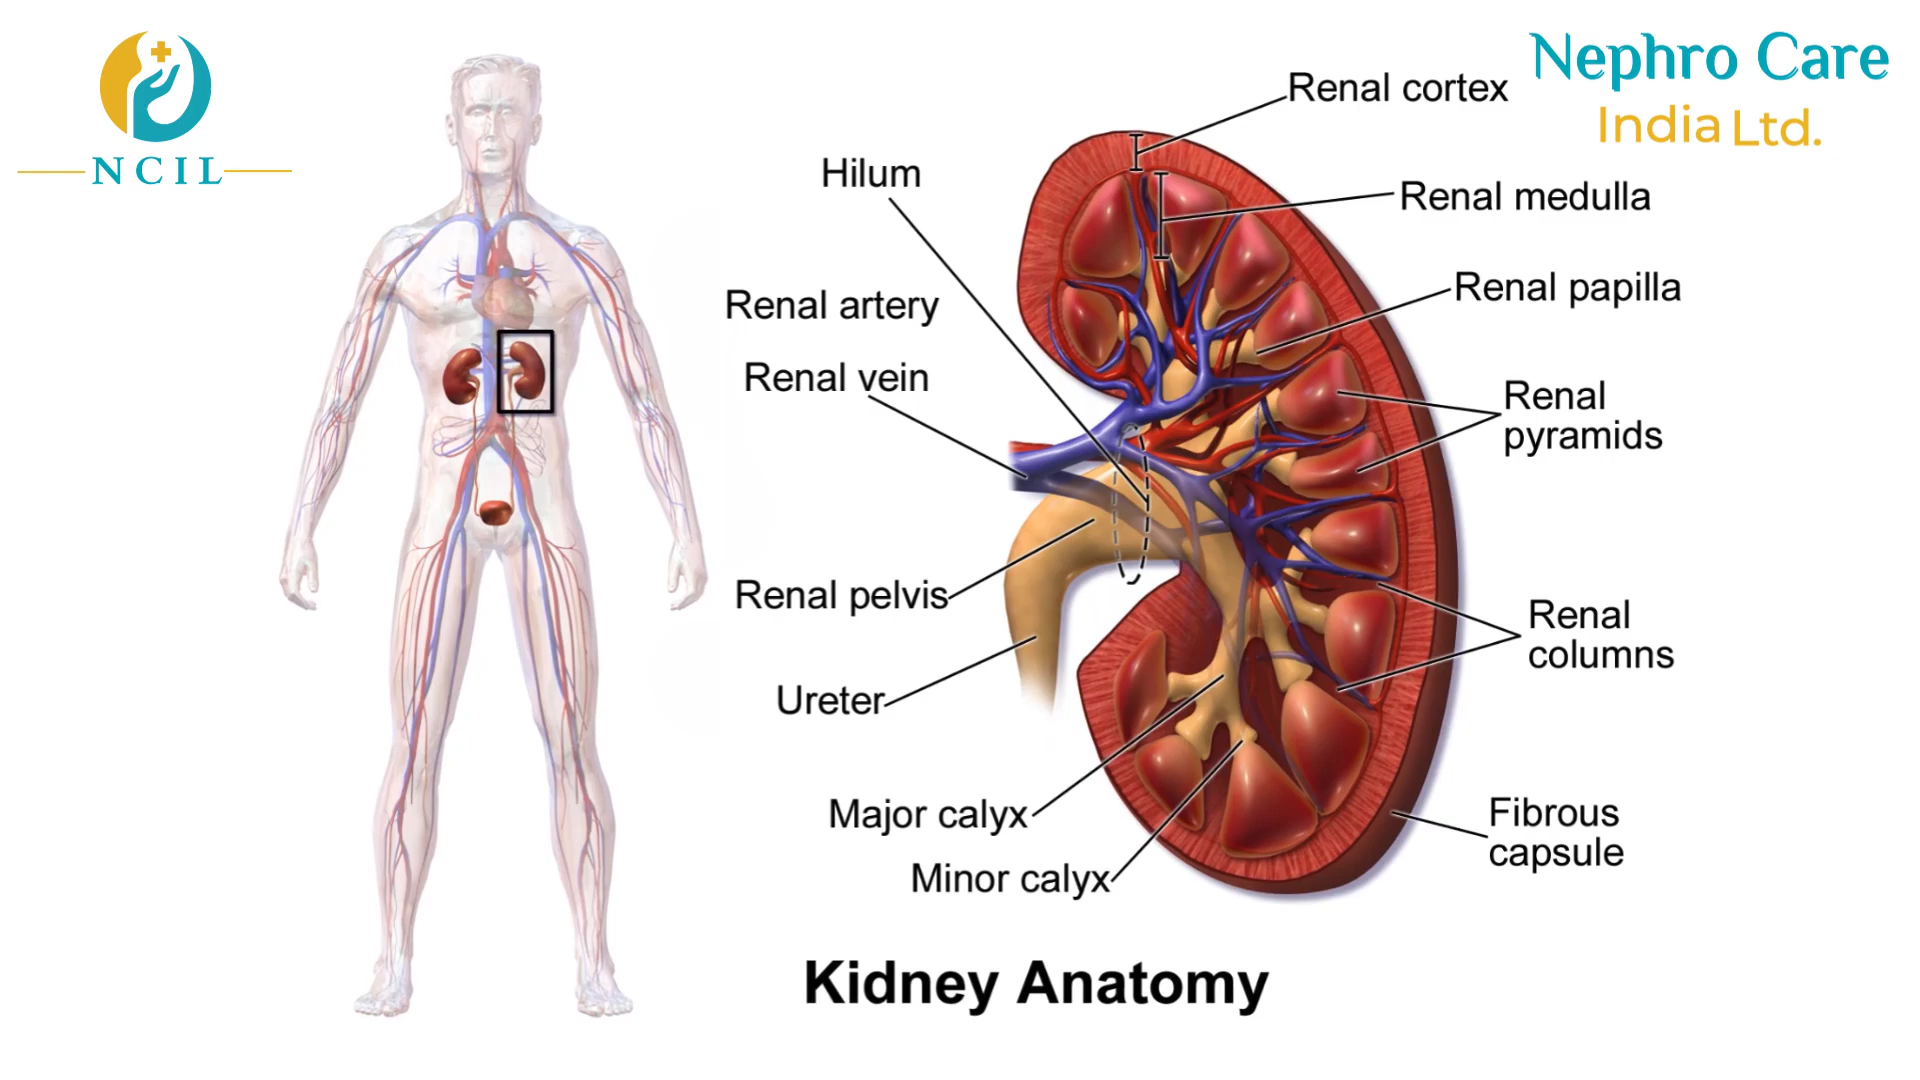 NCIL
Nephro Care
India Ltd.
Renal cortex
Hilum
Renal medulla
Renal artery
Renal papilla
Renal vein
Renal
pyramids
Renal pelvis
Renal
columns
Ureter
Major calyx
Fibrous
capsule
Minor calyx
Kidney Anatomy